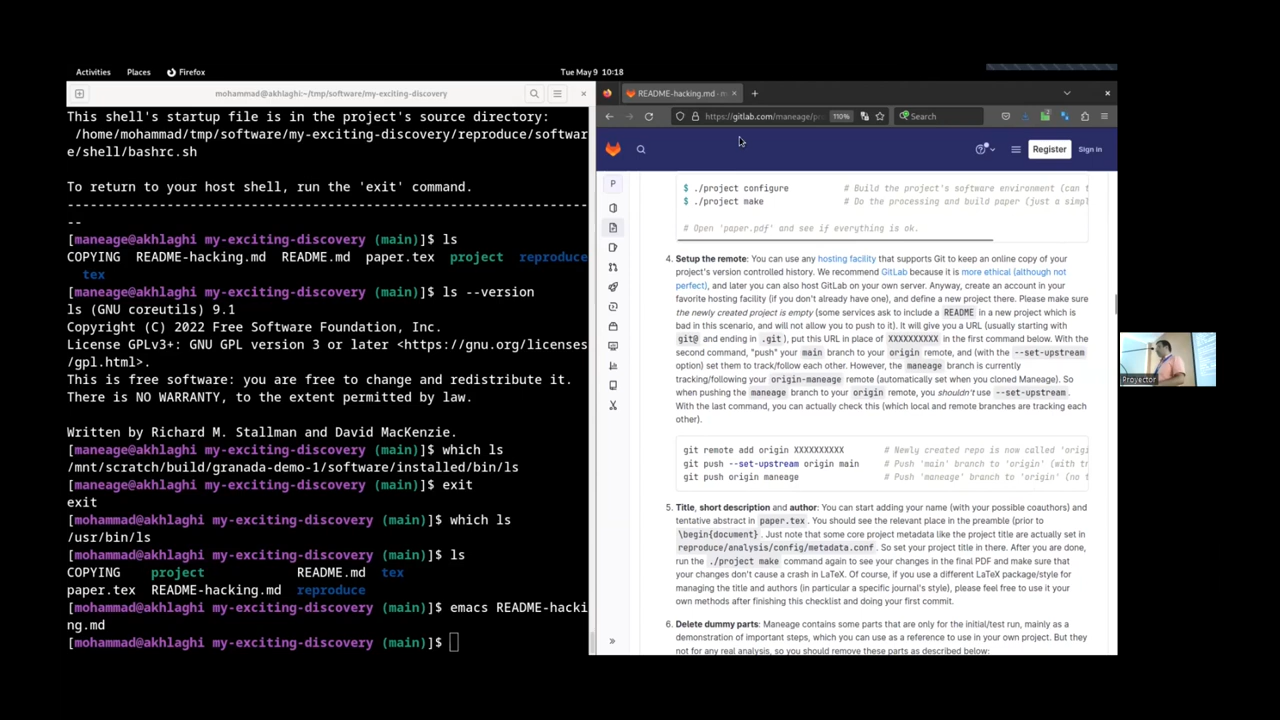 Activities Places Firefox Tue May 9 10:18
mohammad@akhlaghi:~/tmp/software/my-exciting-discovery
This shell's startup file is in the project's source directory:
/home/mohammad/tmp/software/my-exciting-discovery/reproduce/softwar
e/shell/bashrc.sh
To return to your host shell, run the 'exit' command.
--------------------------------------------------------------------
--
[maneage@akhlaghi my-exciting-discovery (main)]$ ls
COPYING README-hacking.md README.md paper.tex project reproduce
tex
[maneage@akhlaghi my-exciting-discovery (main)]$ ls --version
ls (GNU coreutils) 9.1
Copyright (C) 2022 Free Software Foundation, Inc.
License GPLv3+: GNU GPL version 3 or later <https://gnu.org/licenses
/gpl.html>.
This is free software: you are free to change and redistribute it.
There is NO WARRANTY, to the extent permitted by law.
Written by Richard M. Stallman and David MacKenzie.
[maneage@akhlaghi my-exciting-discovery (main)]$ which ls
/mnt/scratch/build/granada-demo-1/software/installed/bin/ls
[maneage@akhlaghi my-exciting-discovery (main)]$ exit
exit
[mohammad@akhlaghi my-exciting-discovery (main)]$ which ls
/usr/bin/ls
[mohammad@akhlaghi my-exciting-discovery (main)]$ ls
COPYING project README.md tex
paper.tex README-hacking.md reproduce
[mohammad@akhlaghi my-exciting-discovery (main)]$ emacs README-hacki
ng.md
[mohammad@akhlaghi my-exciting-discovery (main)]$
README-hacking.md - m
https://gitlab.com/maneage/pr 110% Search
Register Sign in
P
$ ./project configure # Build the project's software environment (can t
$ ./project make # Do the processing and build paper (just a simpl
# Open 'paper.pdf' and see if everything is ok.
4. Setup the remote: You can use any hosting facility that supports Git to keep an online copy of your
project's version controlled history. We recommend GitLab because it is more ethical (although not
perfect), and later you can also host GitLab on your own server. Anyway, create an account in your
favorite hosting facility (if you don't already have one), and define a new project there. Please make sure
the newly created project is empty (some services ask to include a README in a new project which is
bad in this scenario, and will not allow you to push to it). It will give you a URL (usually starting with
git@ and ending in .git), put this URL in place of XXXXXXXXXX in the first command below. With the
second command, "push" your main branch to your origin remote, and (with the --set-upstream
option) set them to track/follow each other. However, the maneage branch is currently
tracking/following your origin-maneage remote (automatically set when you cloned Maneage). So
when pushing the maneage branch to your origin remote, you shouldn't use --set-upstream.
With the last command, you can actually check this (which local and remote branches are tracking each
other).
git remote add origin XXXXXXXXXX # Newly created repo is now called 'orig
git push --set-upstream origin main # Push 'main' branch to 'origin' (with tr
git push origin maneage # Push 'maneage' branch to 'origin' (no t
5. Title, short description and author: You can start adding your name (with your possible coauthors) and
tentative abstract in paper.tex. You should see the relevant place in the preamble (prior to
\begin{document}. Just note that some core project metadata like the project title are actually set in
reproduce/analysis/config/metadata.conf. So set your project title in there. After you are done,
run the ./project make command again to see your changes in the final PDF and make sure that
your changes don't cause a crash in LaTeX. Of course, if you use a different LaTeX package/style for
managing the title and authors (in particular a specific journal's style), please feel free to use it your
own methods after finishing this checklist and doing your first commit.
6. Delete dummy parts: Maneage contains some parts that are only for the initial/test run, mainly as a
demonstration of important steps, which you can use as a reference to use in your own project. But they
not for any real analysis, so you should remove these parts as described below:
Proyector